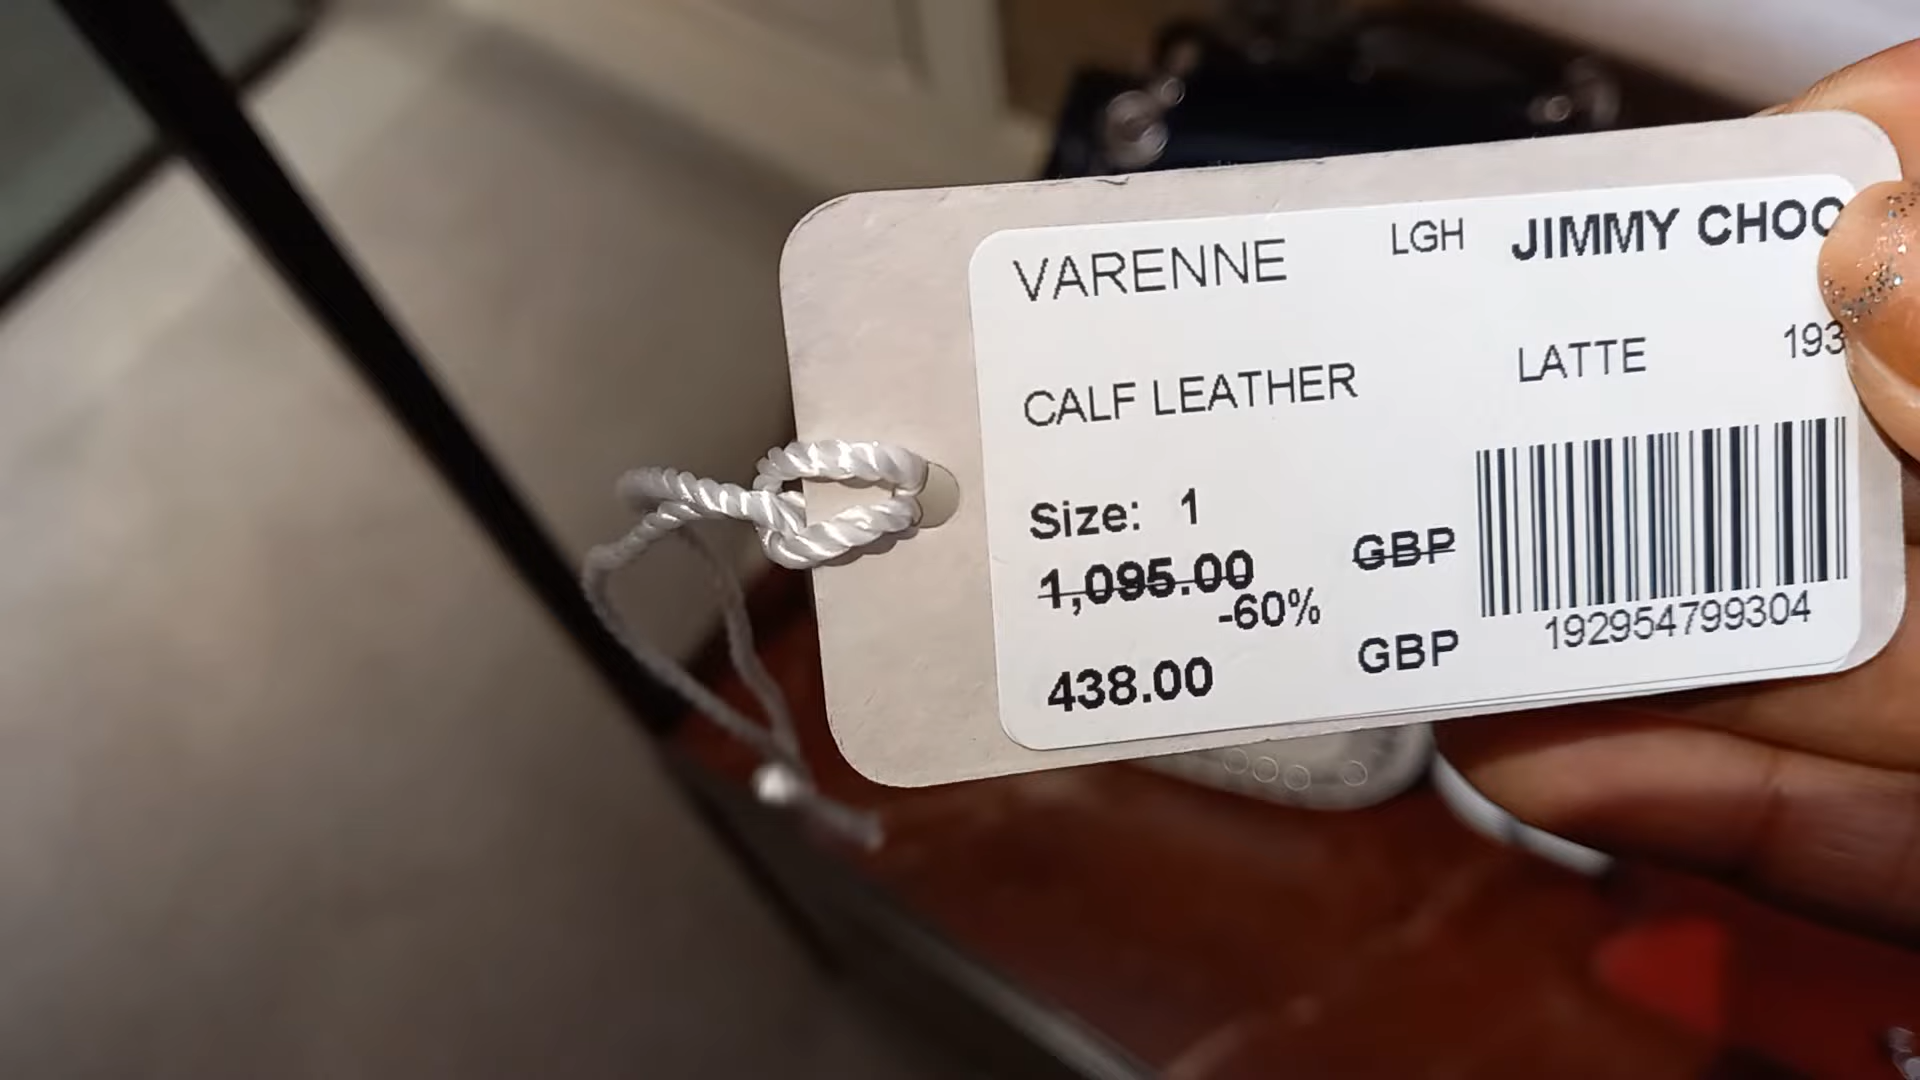 VARENNE LGH JIMMY CHOO
CALF LEATHER LATTE 193
Size: 1
1,095.00 GBP
-60%
438.00 GBP
192954799304